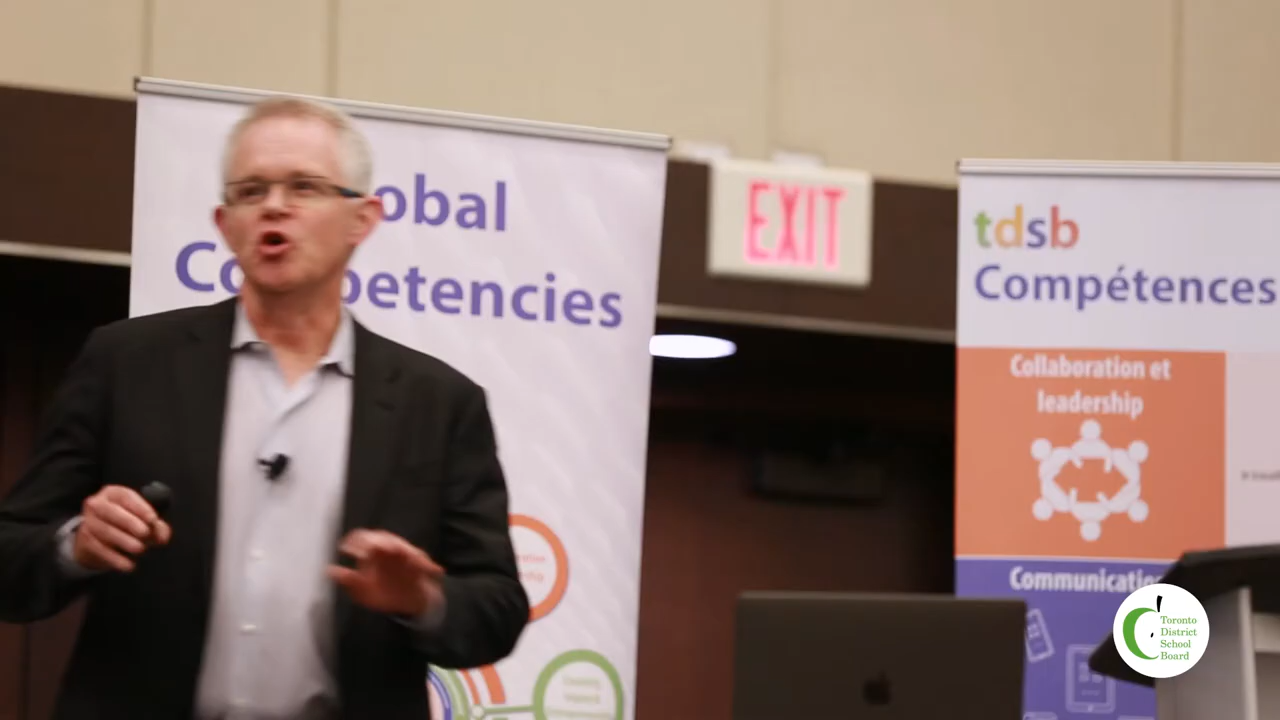 obal
Co petencies
EXIT
tdsb
Compétences
Collaboration et
leadership
Communicatio
Toronto
District
School
Board